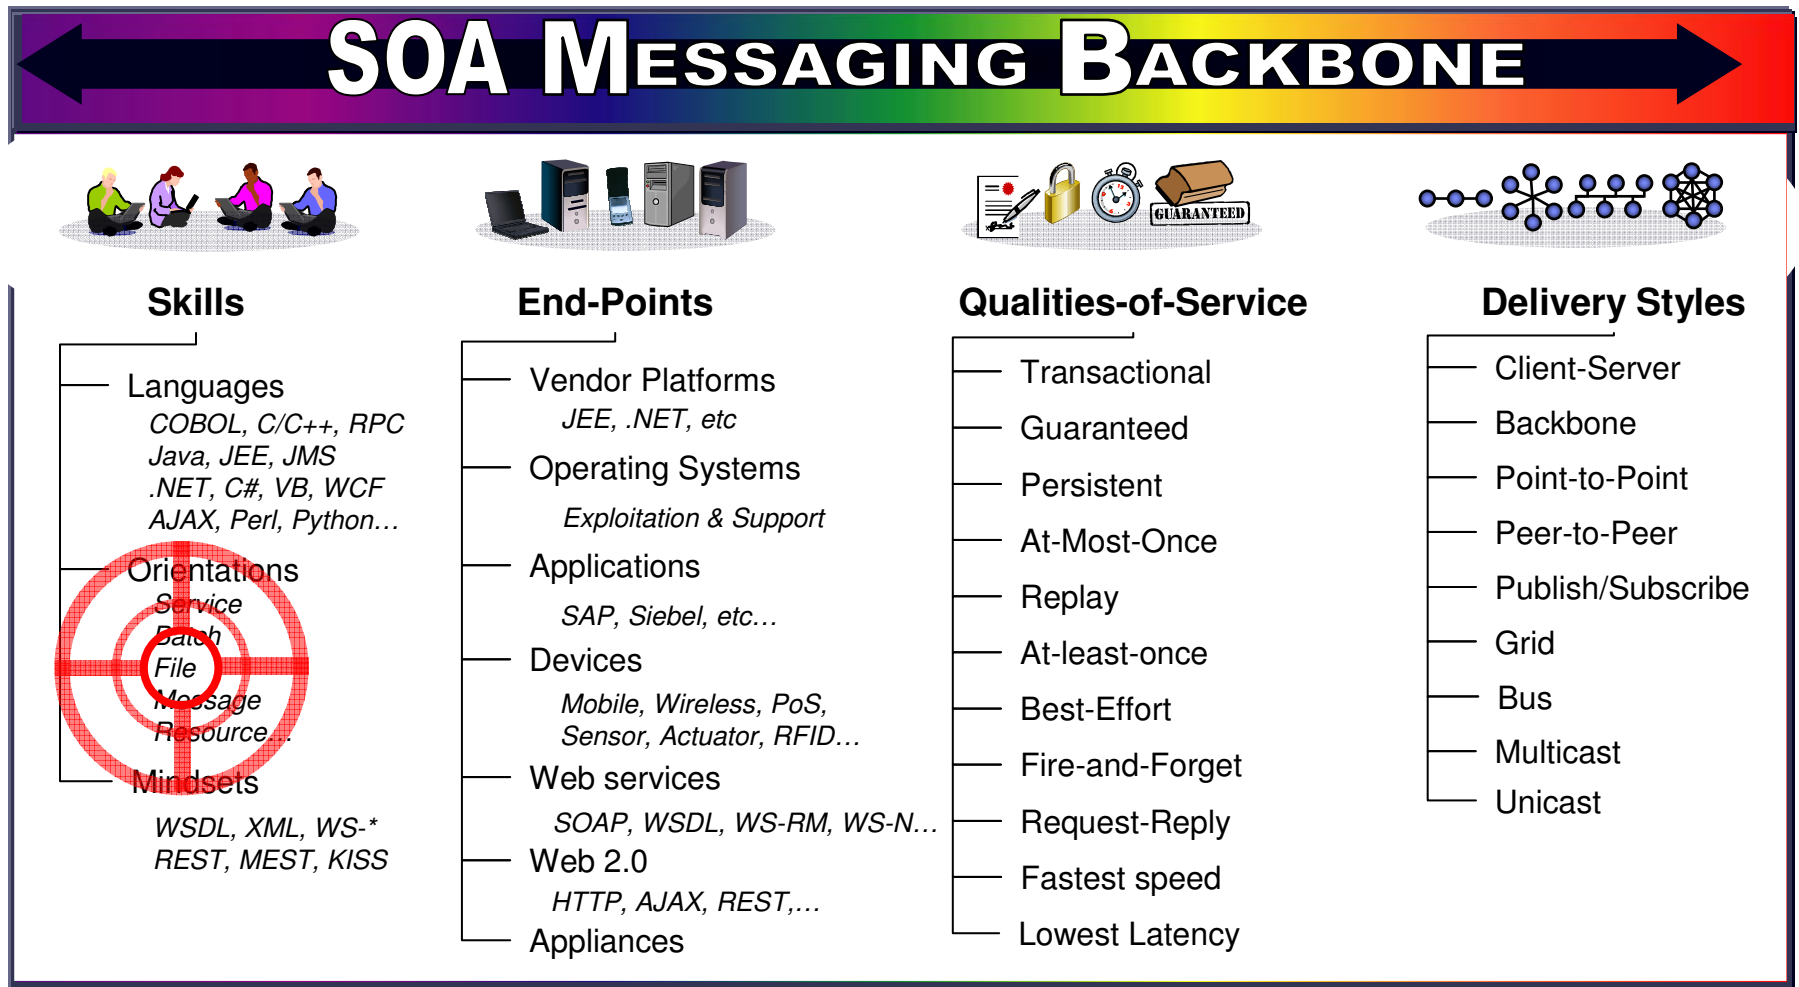 SOA MESSAGING BACKBONE
GUARANTEED
Skills
Languages
COBOL, C/C++, RPC
Java, JEE, JMS
.NET, C#, VB, WCF
AJAX, Perl, Python…
Orientations
Service
Batch
File
Message
Resource…
Mindsets
WSDL, XML, WS-*
REST, MEST, KISS
End-Points
Vendor Platforms
JEE, .NET, etc
Operating Systems
Exploitation & Support
Applications
SAP, Siebel, etc…
Devices
Mobile, Wireless, PoS,
Sensor, Actuator, RFID…
Web services
SOAP, WSDL, WS-RM, WS-N…
Web 2.0
HTTP, AJAX, REST,…
Appliances
Qualities-of-Service
Transactional
Guaranteed
Persistent
At-Most-Once
Replay
At-least-once
Best-Effort
Fire-and-Forget
Request-Reply
Fastest speed
Lowest Latency
Delivery Styles
Client-Server
Backbone
Point-to-Point
Peer-to-Peer
Publish/Subscribe
Grid
Bus
Multicast
Unicast